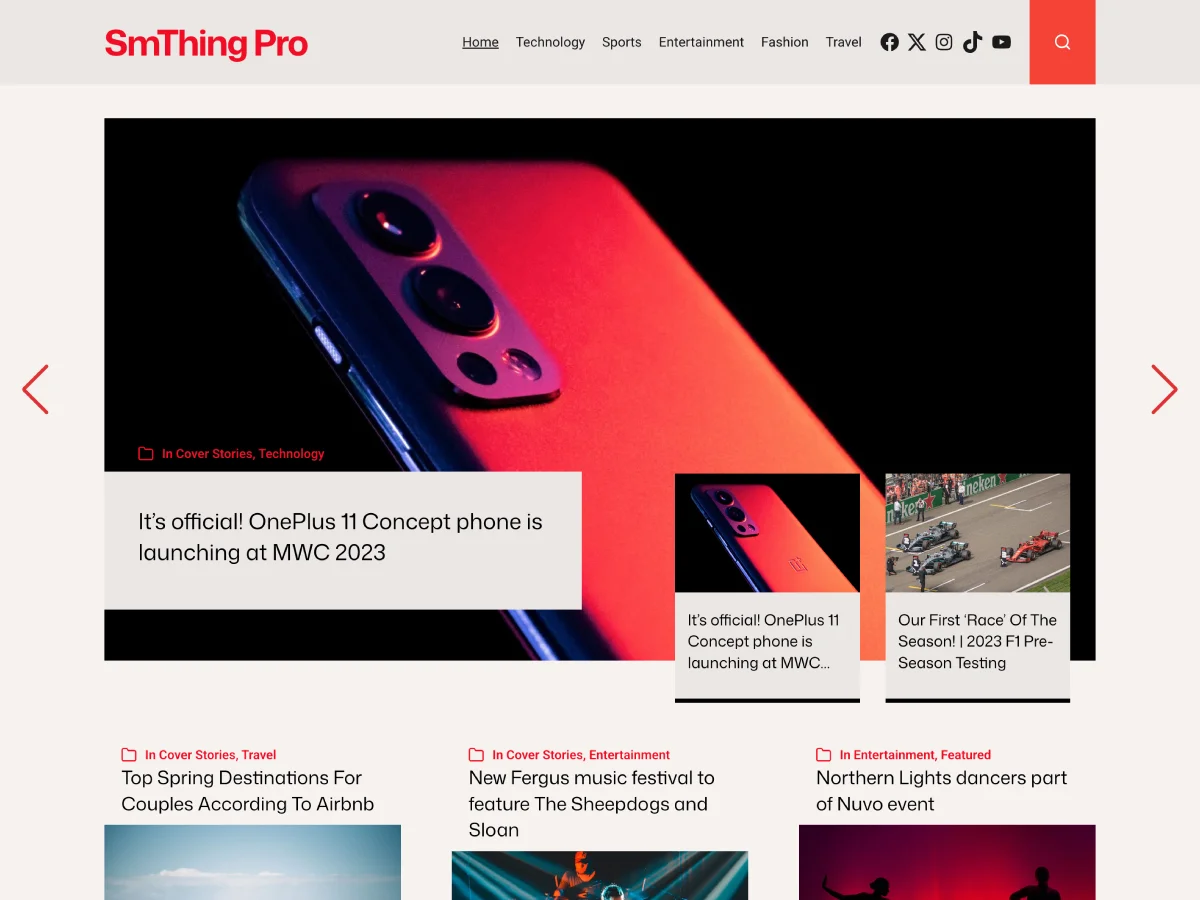 SmThing Pro
Home Technology Sports Entertainment Fashion Travel
In Cover Stories, Technology
It’s official! OnePlus 11 Concept phone is
launching at MWC 2023
It’s official! OnePlus 11
Concept phone is
launching at MWC...
Our First ‘Race’ Of The
Season! | 2023 F1 Pre-
Season Testing
In Cover Stories, Travel
Top Spring Destinations For
Couples According To Airbnb
In Cover Stories, Entertainment
New Fergus music festival to
feature The Sheepdogs and
Sloan
In Entertainment, Featured
Northern Lights dancers part
of Nuvo event